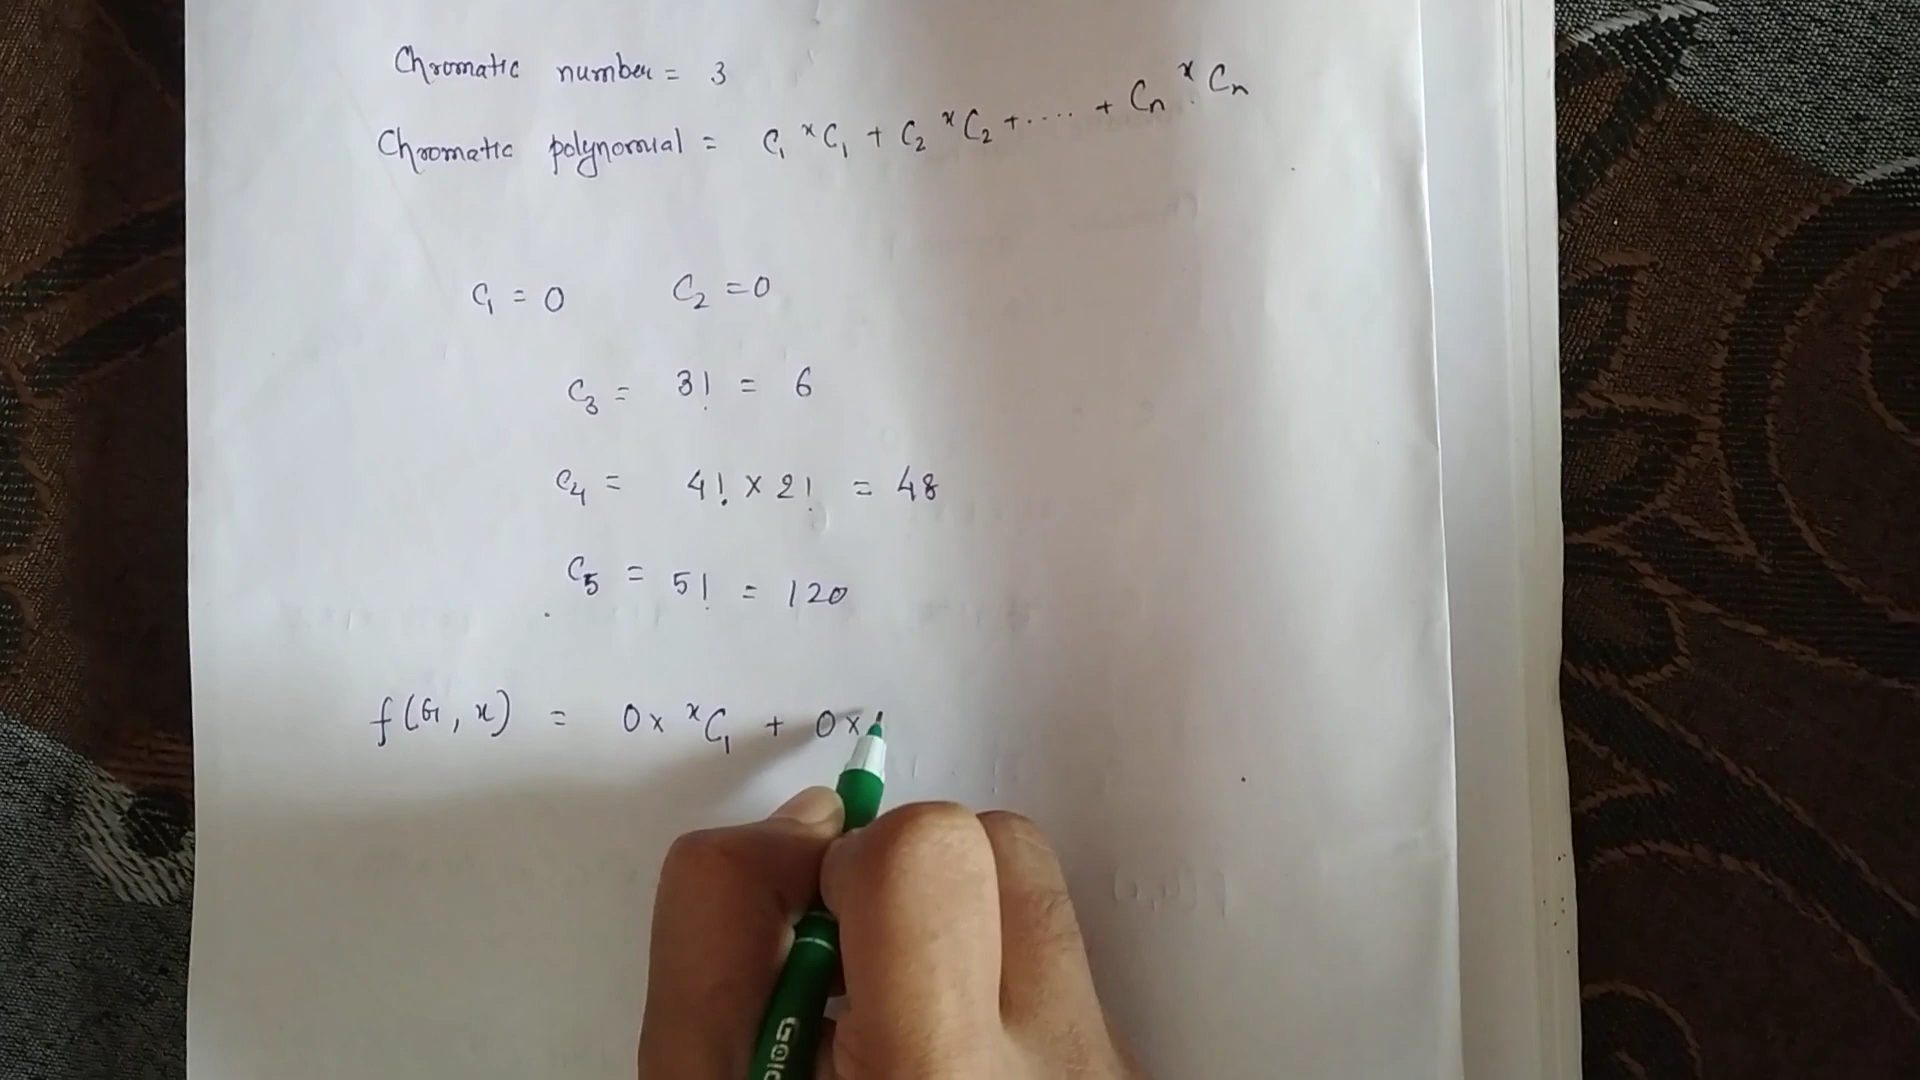 Chromatic number = 3
Chromatic polynomial = C₁ ˣC₁ + C₂ ˣC₂ + .... + Cₙ ˣCₙ
C₁ = 0 C₂ = 0
C₃ = 3! = 6
C₄ = 4! × 2! = 48
C₅ = 5! = 120
f(G, x) = 0 × ˣC₁ + 0 ×